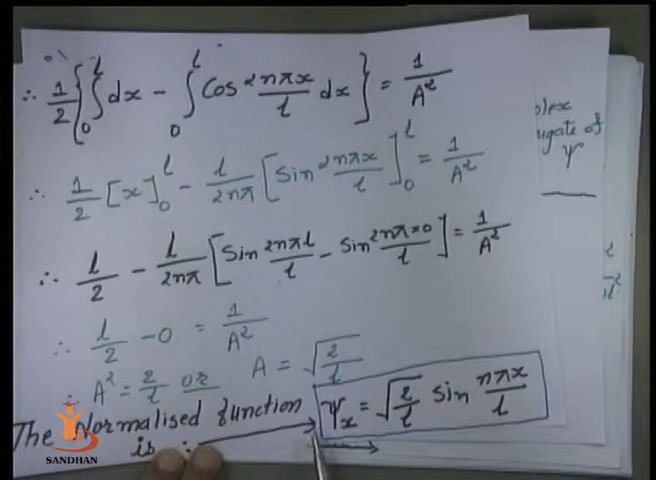 ∴ 1/2 { ∫₀ˡ dx − ∫₀ˡ Cos 2nπx/l dx } = 1/A²
∴ 1/2 [x]₀ˡ − l/2nπ [Sin 2nπx/l]₀ˡ = 1/A²
∴ l/2 − l/2nπ [Sin 2nπl/l − Sin 2nπ×0/l] = 1/A²
∴ l/2 − 0 = 1/A²
∴ A² = 2/l or A = √(2/l)
The Normalised function is : ψₓ = √(2/l) Sin nπx/l
plex
ugate of
ψ
SANDHAN